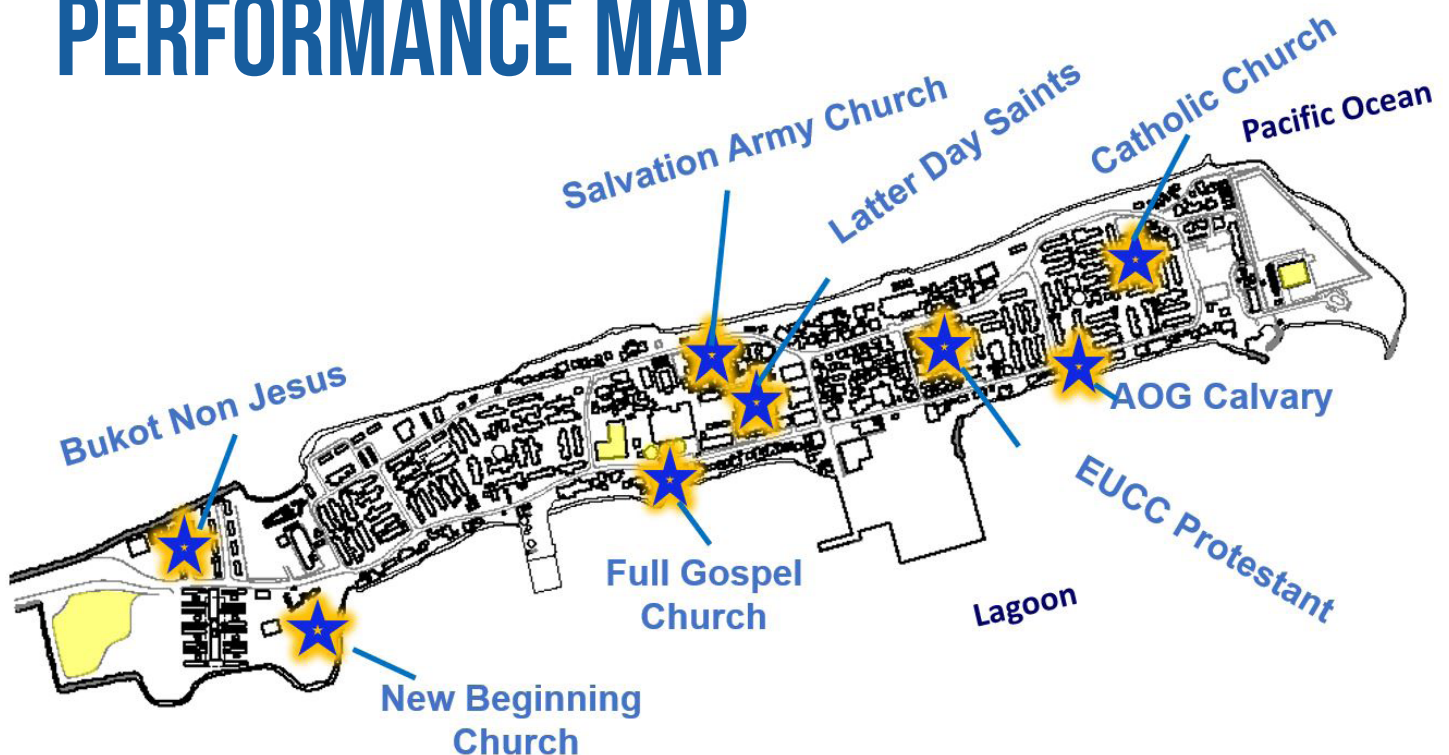 PERFORMANCE MAP
Catholic Church
Pacific Ocean
Salvation Army Church
Latter Day Saints
Bukot Non Jesus
AOG Calvary
EUCC Protestant
Full Gospel
Church
Lagoon
New Beginning
Church